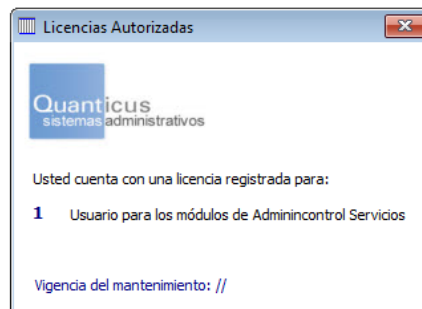 Licencias Autorizadas
Quanticus
sistemas administrativos
Usted cuenta con una licencia registrada para:
1 Usuario para los módulos de Adminincontrol Servicios
Vigencia del mantenimiento: //